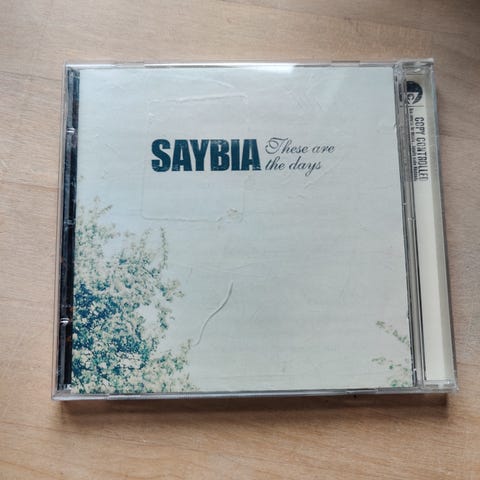 SAYBIA These are
the days
COPY CONTROLLED